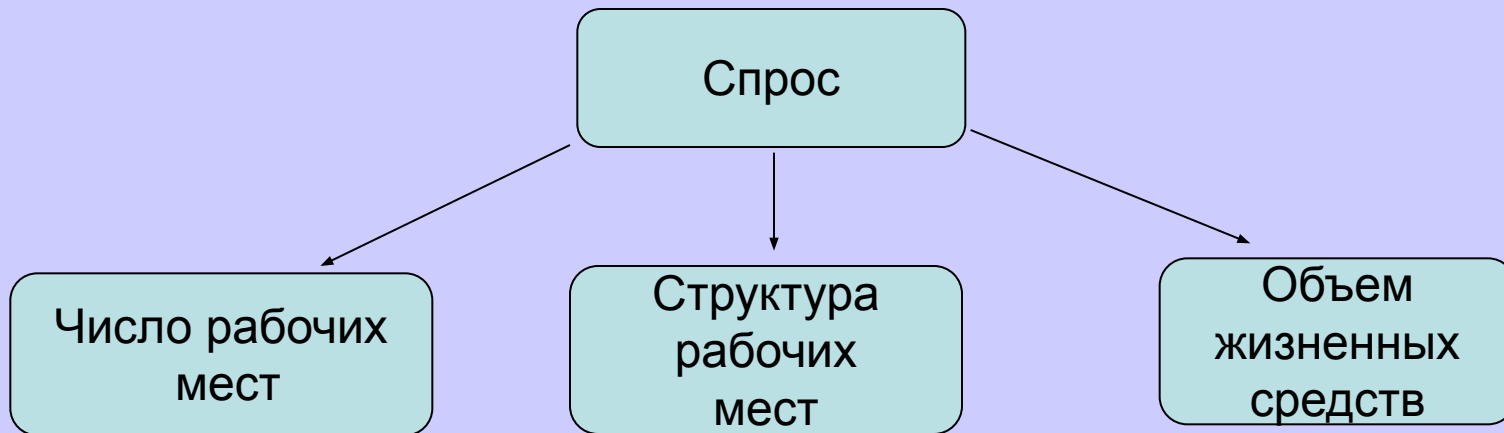 Спрос
Число рабочих
мест
Структура
рабочих
мест
Объем
жизненных
средств